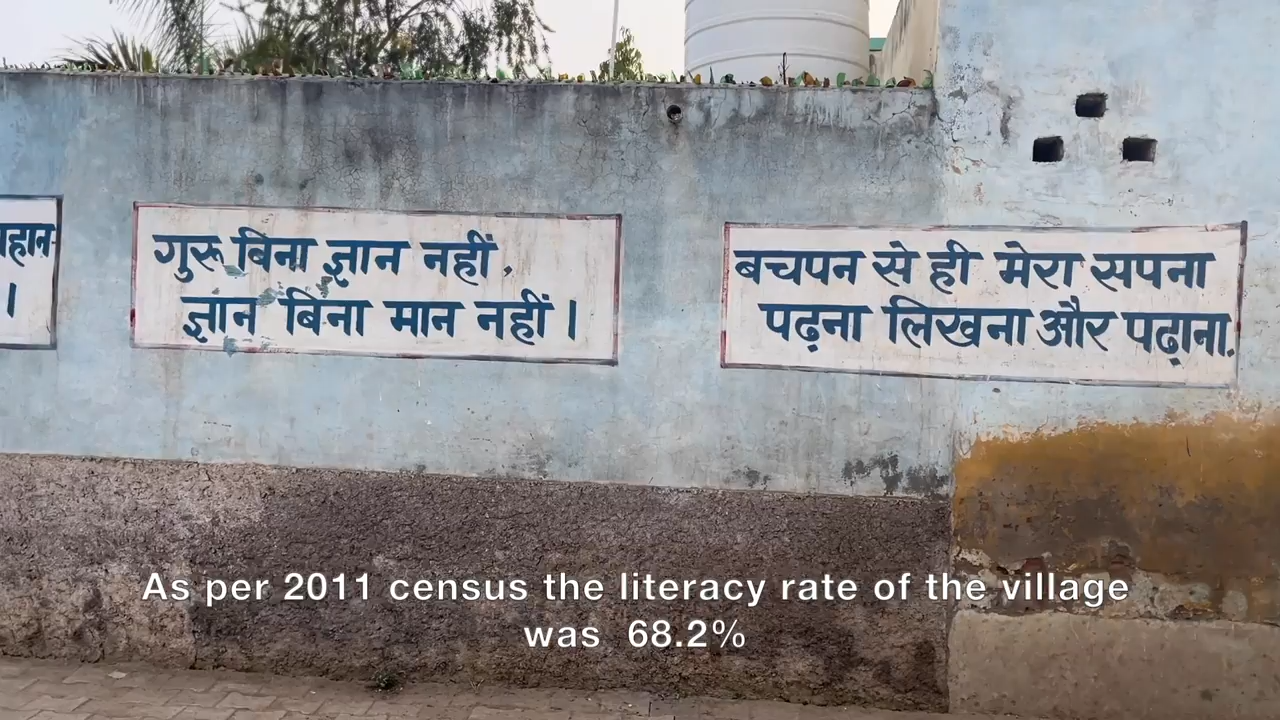 महान
।
गुरू बिना ज्ञान नहीं,
ज्ञान बिना मान नहीं ।
बचपन से ही मेरा सपना
पढ़ना लिखना और पढ़ाना.
As per 2011 census the literacy rate of the village
was 68.2%